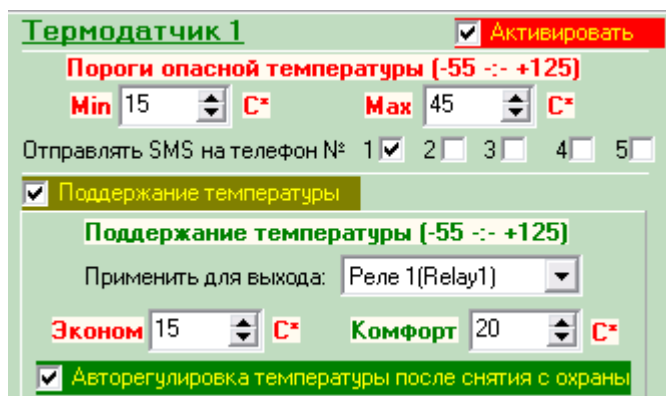 Термодатчик 1 Активировать
Пороги опасной температуры (-55 -:- +125)
Min 15 C* Max 45 C*
Отправлять SMS на телефон № 1 2 3 4 5
Поддержание температуры
Поддержание температуры (-55 -:- +125)
Применить для выхода: Реле 1(Relay1)
Эконом 15 C* Комфорт 20 C*
Авторегулировка температуры после снятия с охраны